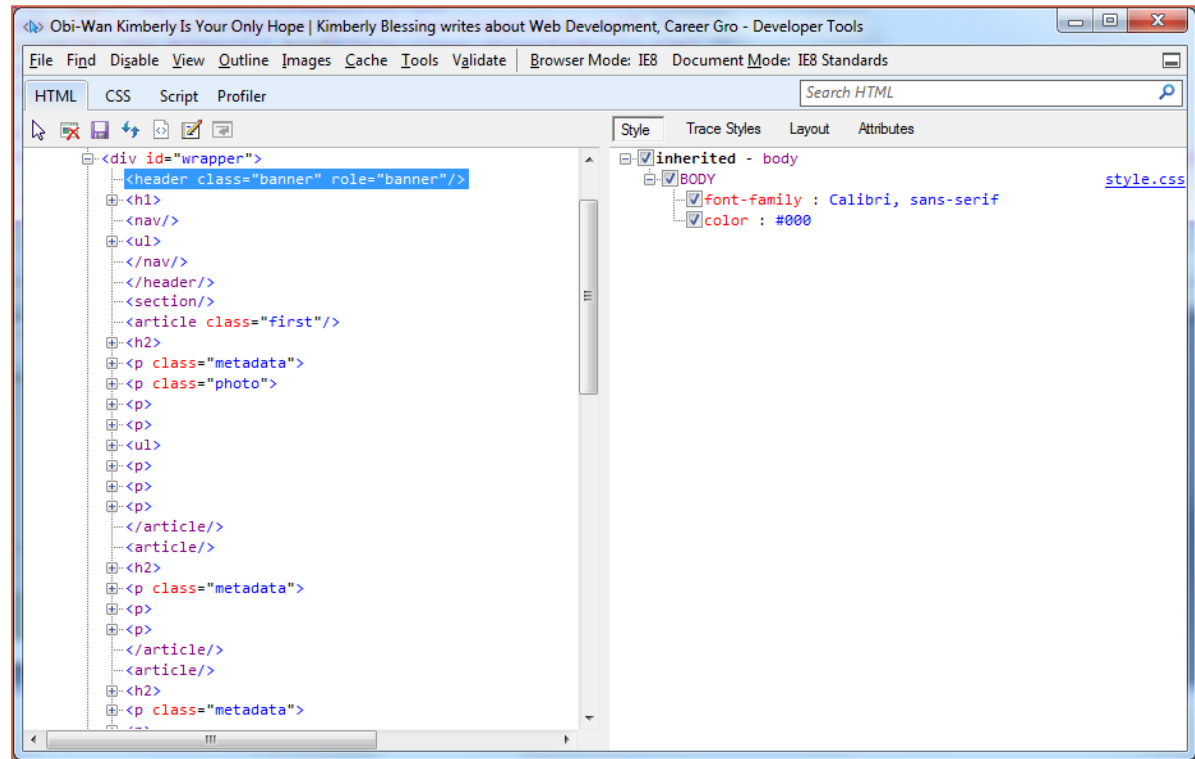 Obi-Wan Kimberly Is Your Only Hope | Kimberly Blessing writes about Web Development, Career Gro - Developer Tools
File Find Disable View Outline Images Cache Tools Validate Browser Mode: IE8 Document Mode: IE8 Standards
HTML CSS Script Profiler Search HTML
Style Trace Styles Layout Attributes
<div id="wrapper">
<header class="banner" role="banner"/>
<h1>
<nav/>
<ul>
</nav/>
</header/>
<section/>
<article class="first"/>
<h2>
<p class="metadata">
<p class="photo">
<p>
<p>
<ul>
<p>
<p>
<p>
</article/>
<article/>
<h2>
<p class="metadata">
<p>
<p>
</article/>
<article/>
<h2>
<p class="metadata">
inherited - body
BODY style.css
font-family : Calibri, sans-serif
color : #000